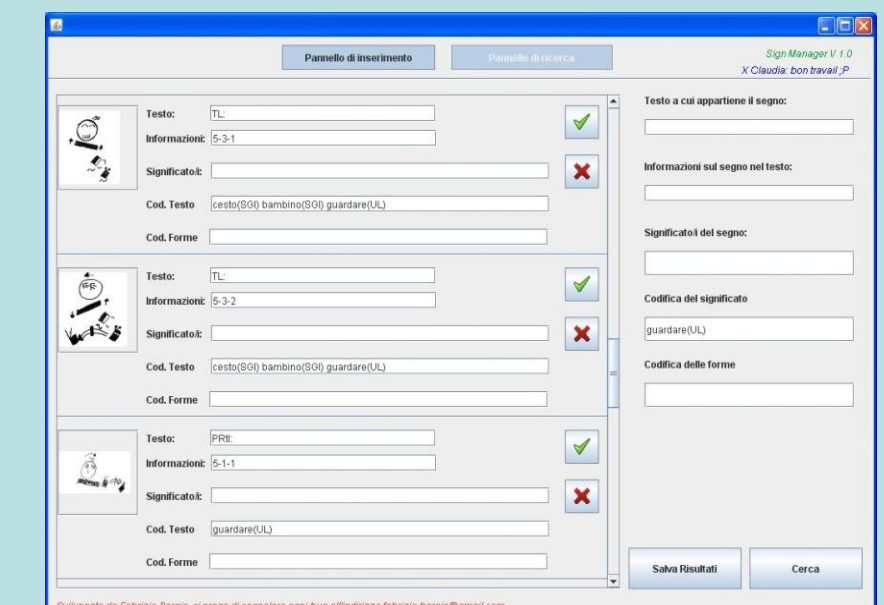 Pannello di inserimento
Pannello di ricerca
Sign Manager V 1.0
X Claudia: bon travail ;P
Testo: TL:
Informazioni: 5-3-1
Significato/i:
Cod. Testo cesto(SGI) bambino(SGI) guardare(UL)
Cod. Forme
Testo: TL:
Informazioni: 5-3-2
Significato/i:
Cod. Testo cesto(SGI) bambino(SGI) guardare(UL)
Cod. Forme
Testo: PRtl:
Informazioni: 5-1-1
Significato/i:
Cod. Testo guardare(UL)
Cod. Forme
Testo a cui appartiene il segno:
Informazioni sul segno nel testo:
Significato/i del segno:
Codifica del significato
guardare(UL)
Codifica delle forme
Salva Risultati
Cerca